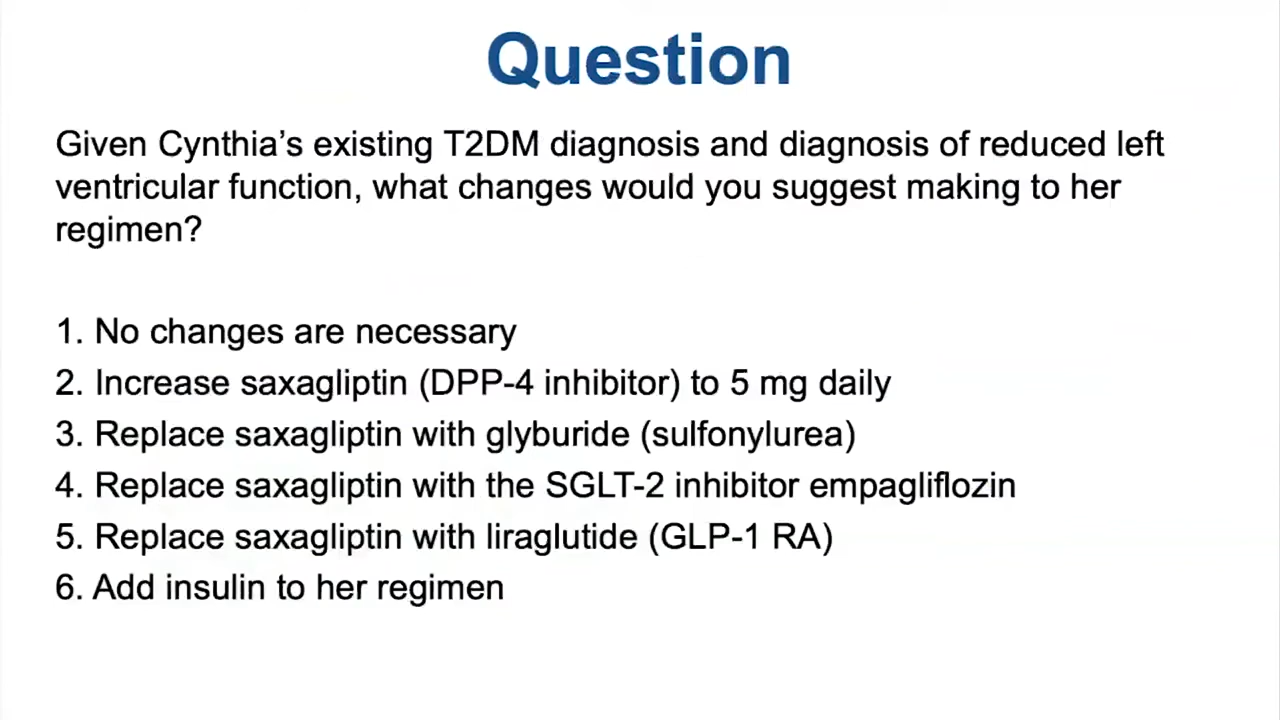 Question
Given Cynthia’s existing T2DM diagnosis and diagnosis of reduced left
ventricular function, what changes would you suggest making to her
regimen?
1. No changes are necessary
2. Increase saxagliptin (DPP-4 inhibitor) to 5 mg daily
3. Replace saxagliptin with glyburide (sulfonylurea)
4. Replace saxagliptin with the SGLT-2 inhibitor empagliflozin
5. Replace saxagliptin with liraglutide (GLP-1 RA)
6. Add insulin to her regimen